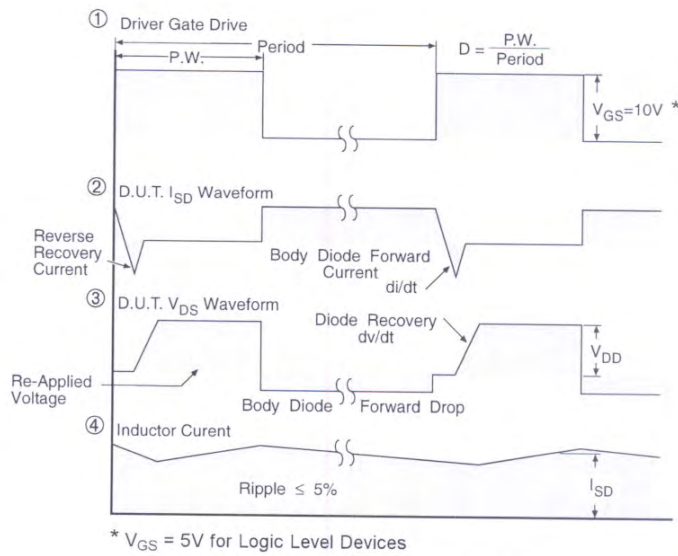 ① Driver Gate Drive
Period
P.W.
D = P.W.
Period
V_GS=10V *
② D.U.T. I_SD Waveform
Reverse
Recovery
Current
Body Diode Forward
Current
di/dt
③ D.U.T. V_DS Waveform
Diode Recovery
dv/dt
V_DD
Re-Applied
Voltage
Body Diode
Forward Drop
④ Inductor Curent
Ripple ≤ 5%
I_SD
* V_GS = 5V for Logic Level Devices